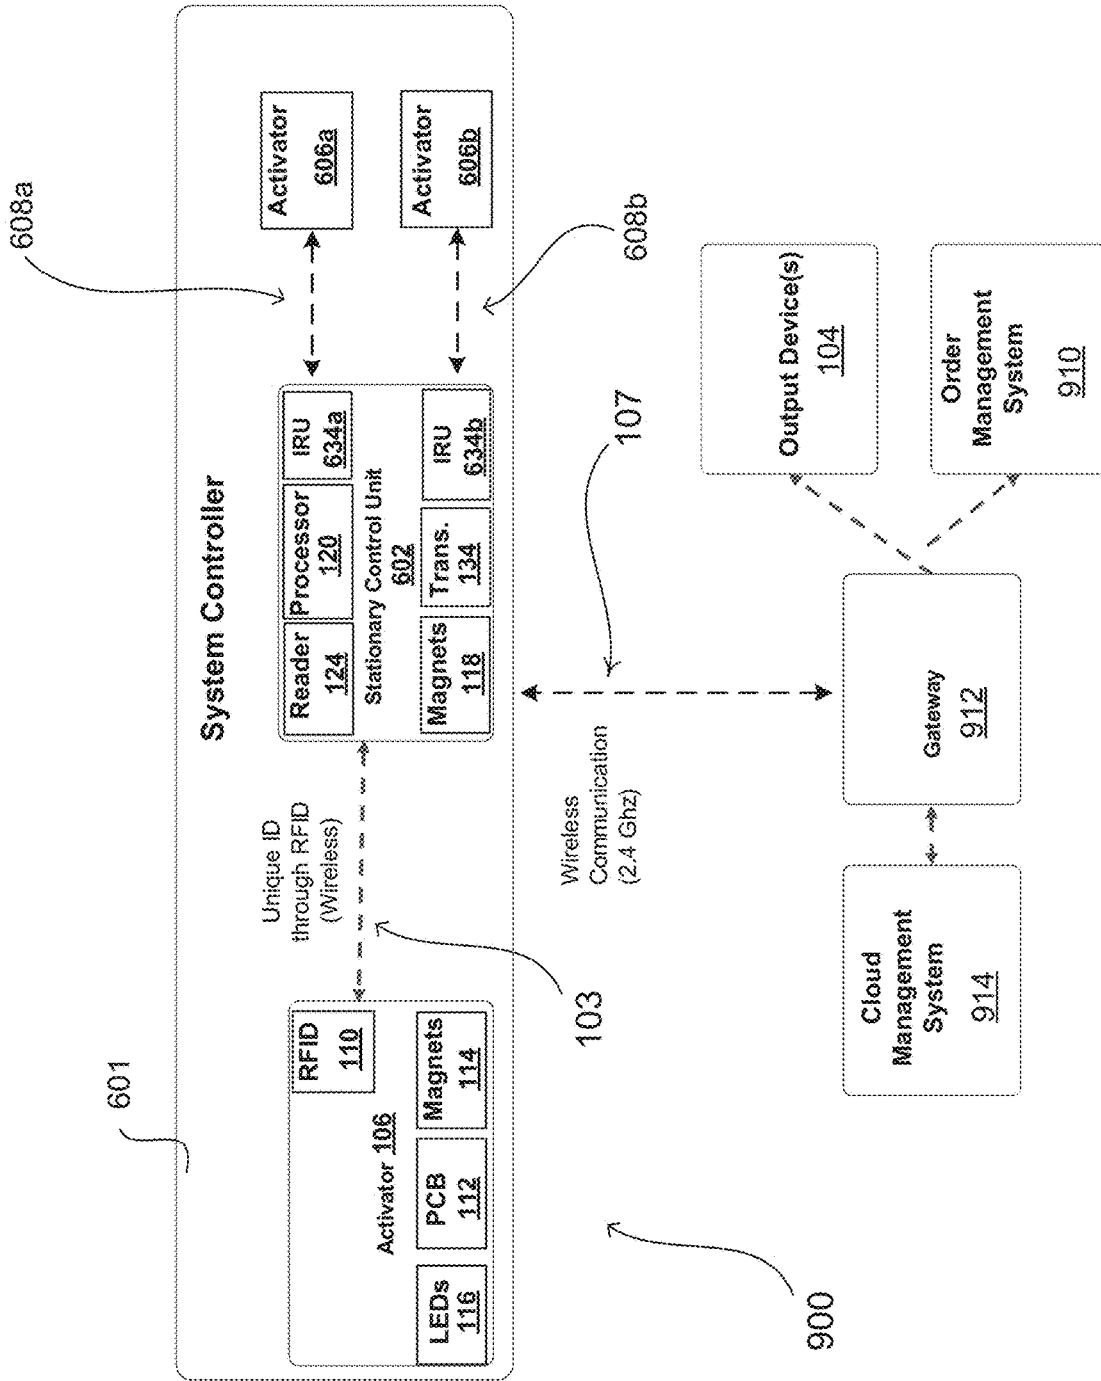 601
System Controller
RFID
110
Activator 106
LEDs
116
PCB
112
Magnets
114
Unique ID
through RFID
(Wireless)
103
Reader
124
Processor
120
IRU
634a
Stationary Control Unit
602
Magnets
118
Trans.
134
IRU
634b
608a
Activator
606a
608b
Activator
606b
900
Wireless
Communication
(2.4 Ghz)
107
Cloud
Management
System
914
Gateway
912
Output Device(s)
104
Order
Management
System
910